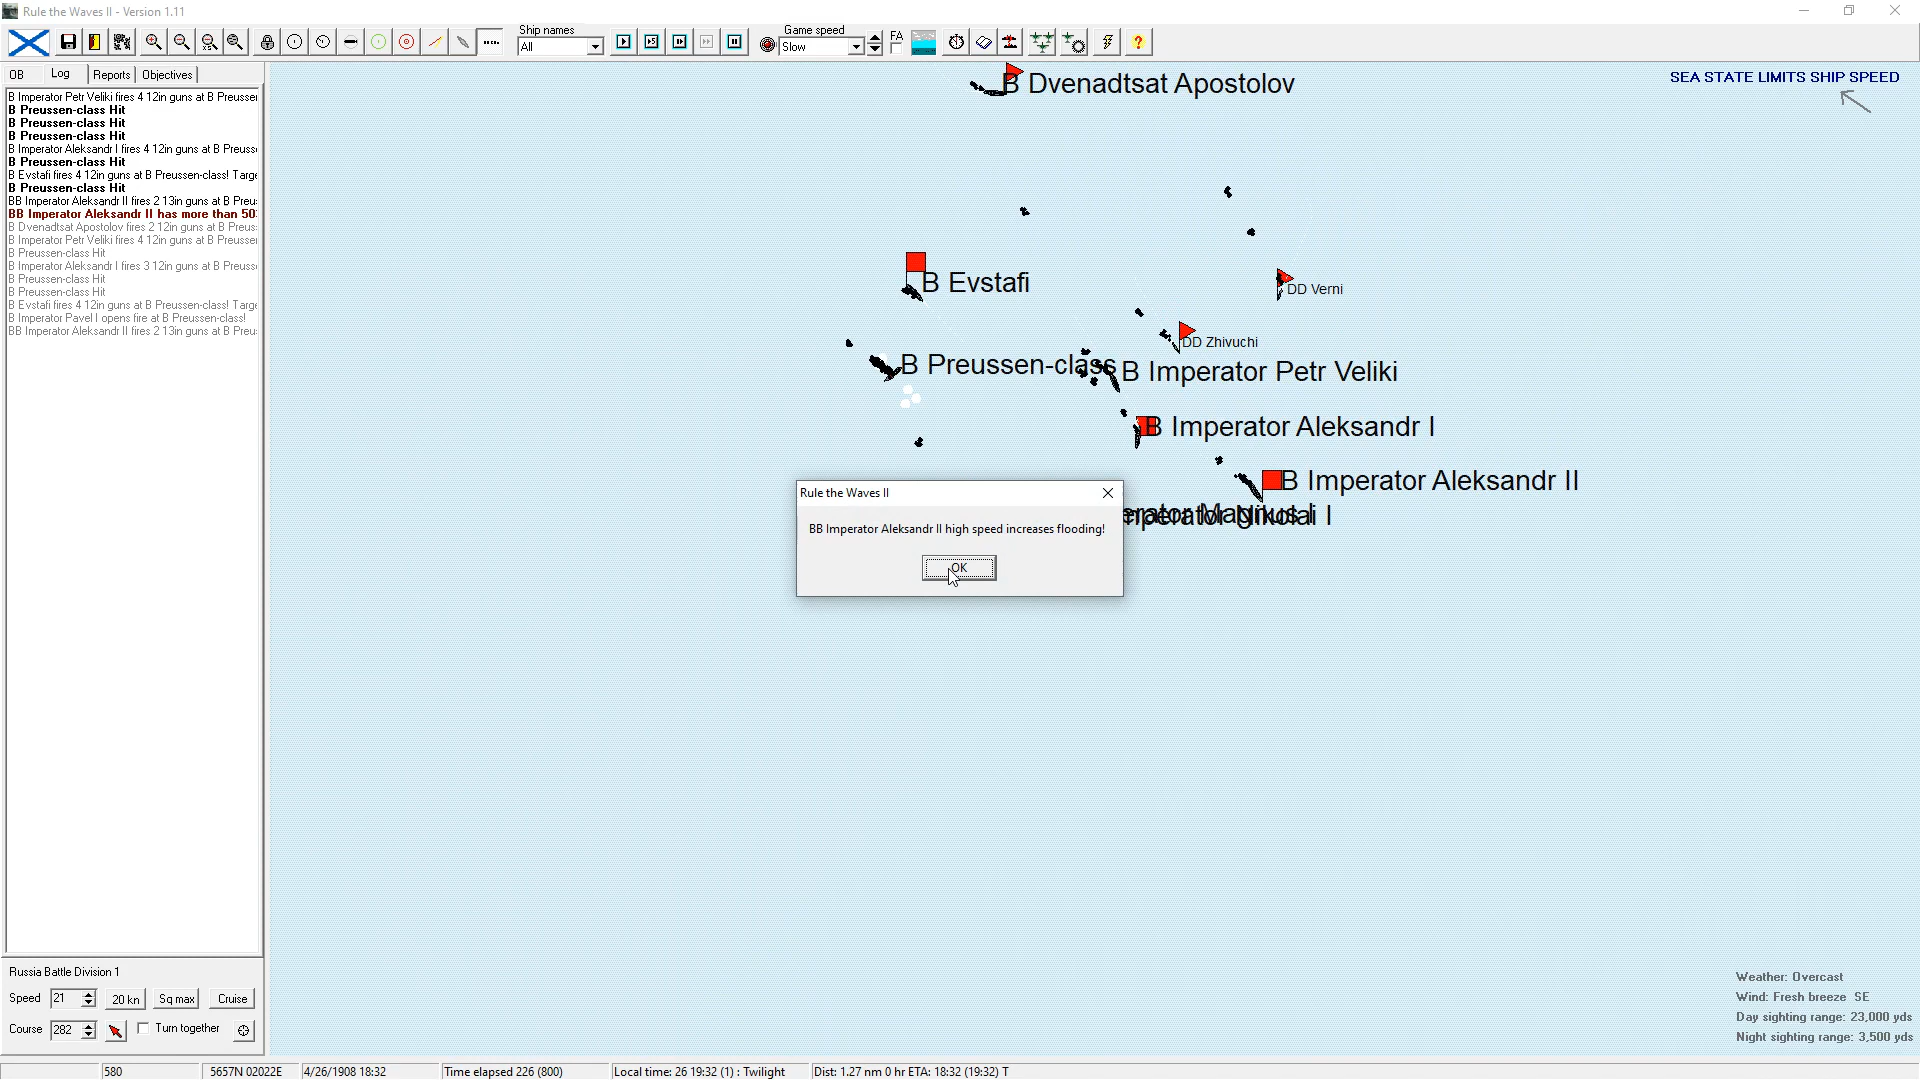 Rule the Waves II - Version 1.11
Ship names
All
Game speed
Slow
FA
OB
Log
Reports
Objectives
B Imperator Petr Veliki fires 4 12in guns at B Preussen
B Preussen-class Hit
B Preussen-class Hit
B Preussen-class Hit
B Imperator Aleksandr I fires 4 12in guns at B Preuss
B Preussen-class Hit
B Evstafi fires 4 12in guns at B Preussen-class! Targe
B Preussen-class Hit
BB Imperator Aleksandr II fires 2 13in guns at B Preu
BB Imperator Aleksandr II has more than 50
B Dvenadtsat Apostolov fires 2 12in guns at B Preus
B Imperator Petr Veliki fires 4 12in guns at B Preussen
B Preussen-class Hit
B Imperator Aleksandr I fires 3 12in guns at B Preuss
B Preussen-class Hit
B Preussen-class Hit
B Evstafi fires 4 12in guns at B Preussen-class! Targe
B Imperator Pavel I opens fire at B Preussen-class!
BB Imperator Aleksandr II fires 2 13in guns at B Preu
SEA STATE LIMITS SHIP SPEED
B Dvenadtsat Apostolov
B Evstafi
DD Verni
DD Zhivuchi
B Preussen-class
B Imperator Petr Veliki
B Imperator Aleksandr I
B Imperator Aleksandr II
Rule the Waves II
BB Imperator Aleksandr II high speed increases flooding!
OK
Russia Battle Division 1
Speed 21 20 kn Sq max Cruise
Course 282 Turn together
Weather: Overcast
Wind: Fresh breeze SE
Day sighting range: 23,000 yds
Night sighting range: 3,500 yds
580 5657N 02022E 4/26/1908 18:32 Time elapsed 226 (800) Local time: 26 19:32 (1) : Twilight Dist: 1.27 nm 0 hr ETA: 18:32 (19:32) T